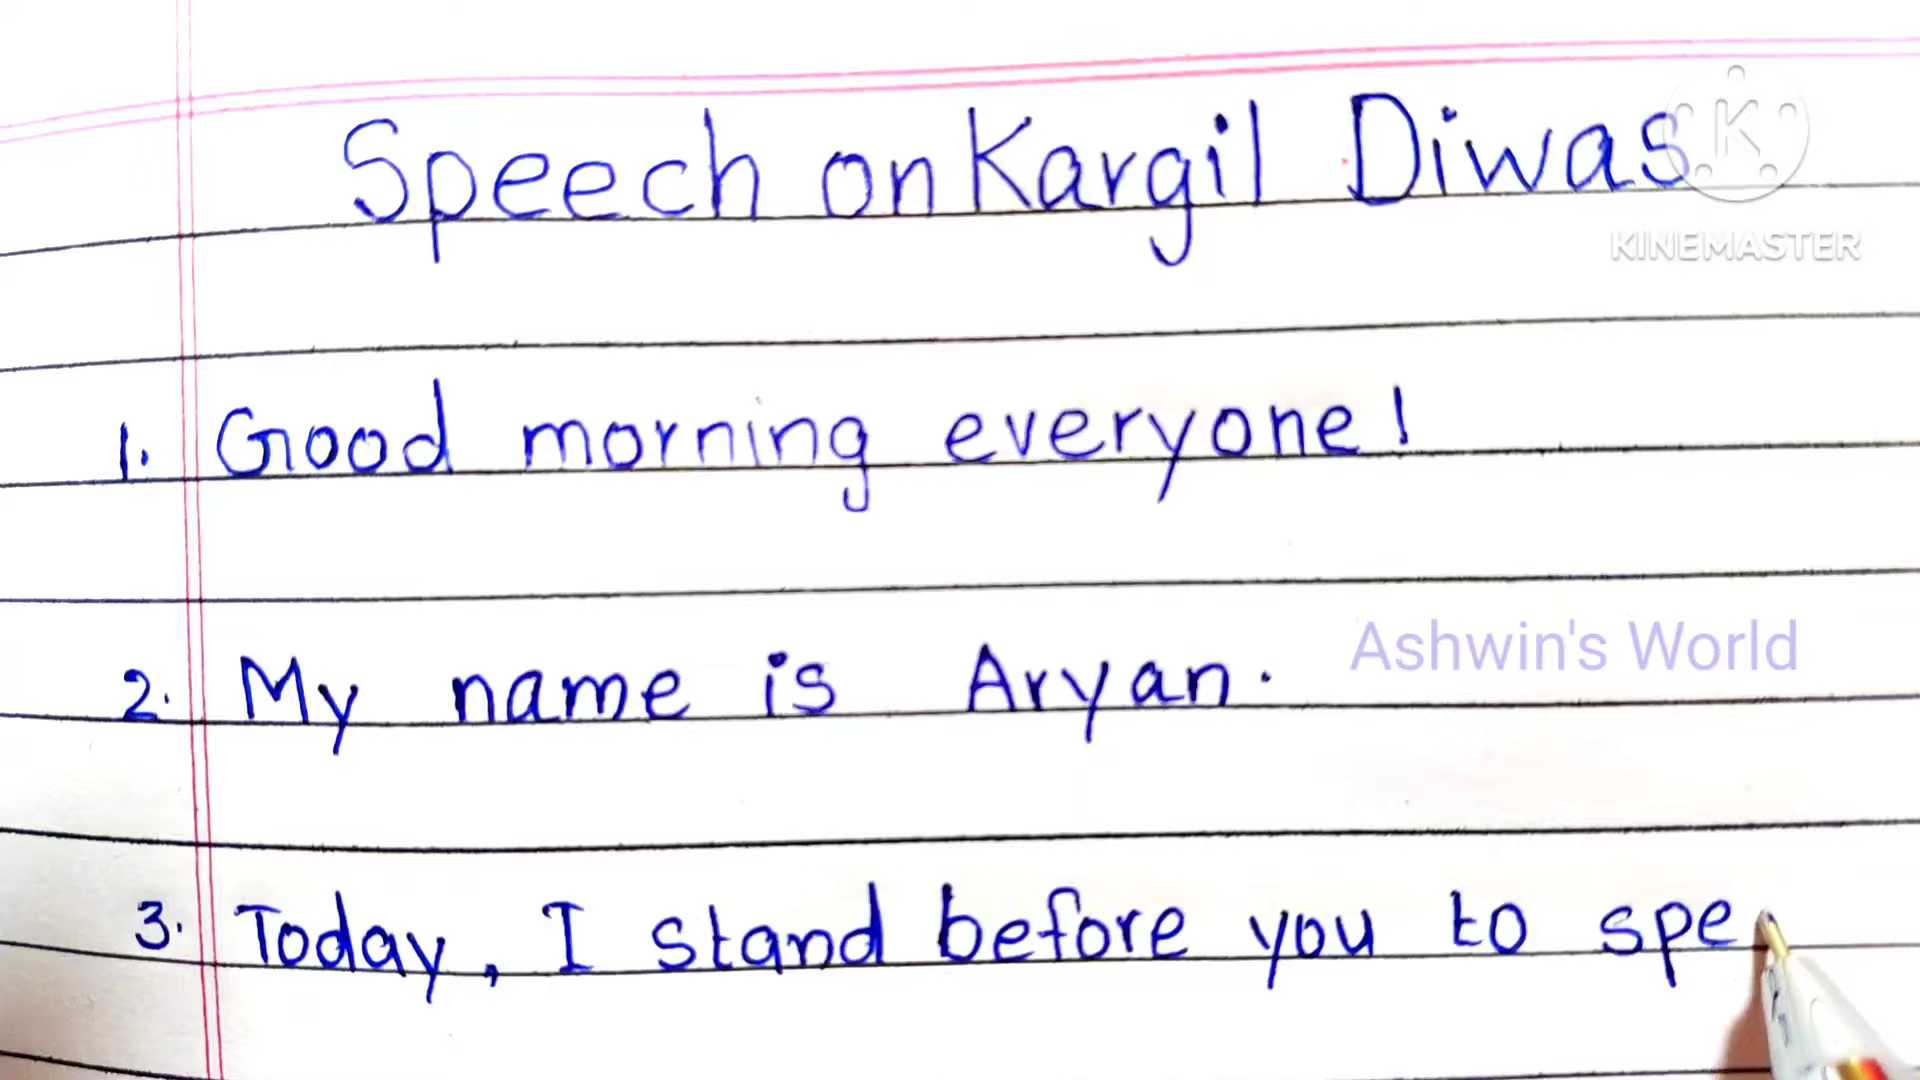 Speech on Kargil Diwas
KINEMASTER
1. Good morning everyone!
Ashwin's World
2. My name is Aryan.
3. Today, I stand before you to spe